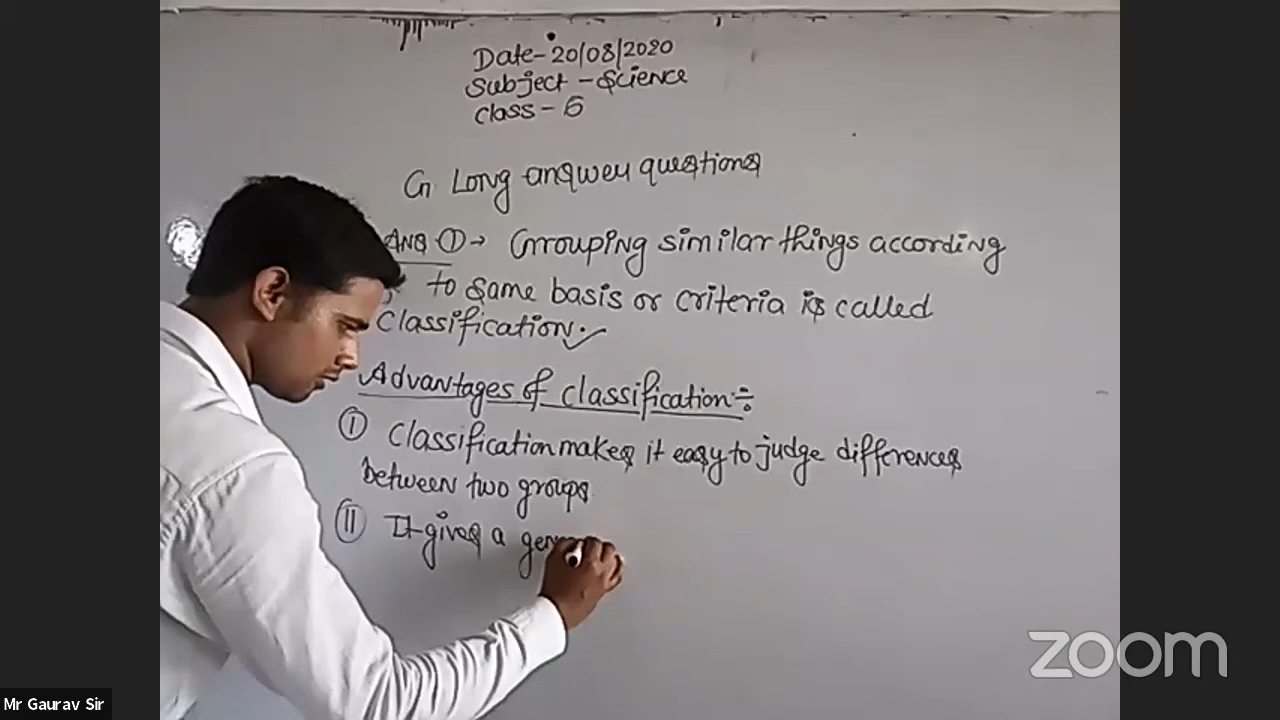 Date-20/08/2020
Subject - Science
Class - 6
G. Long answer questions
Ans ① → Grouping similar things according
to same basis or criteria is called
Classification.
Advantages of classification:-
Ⓘ Classification makes it easy to judge differences
between two groups.
Ⓘ It gives a gen
zoom
Mr Gaurav Sir